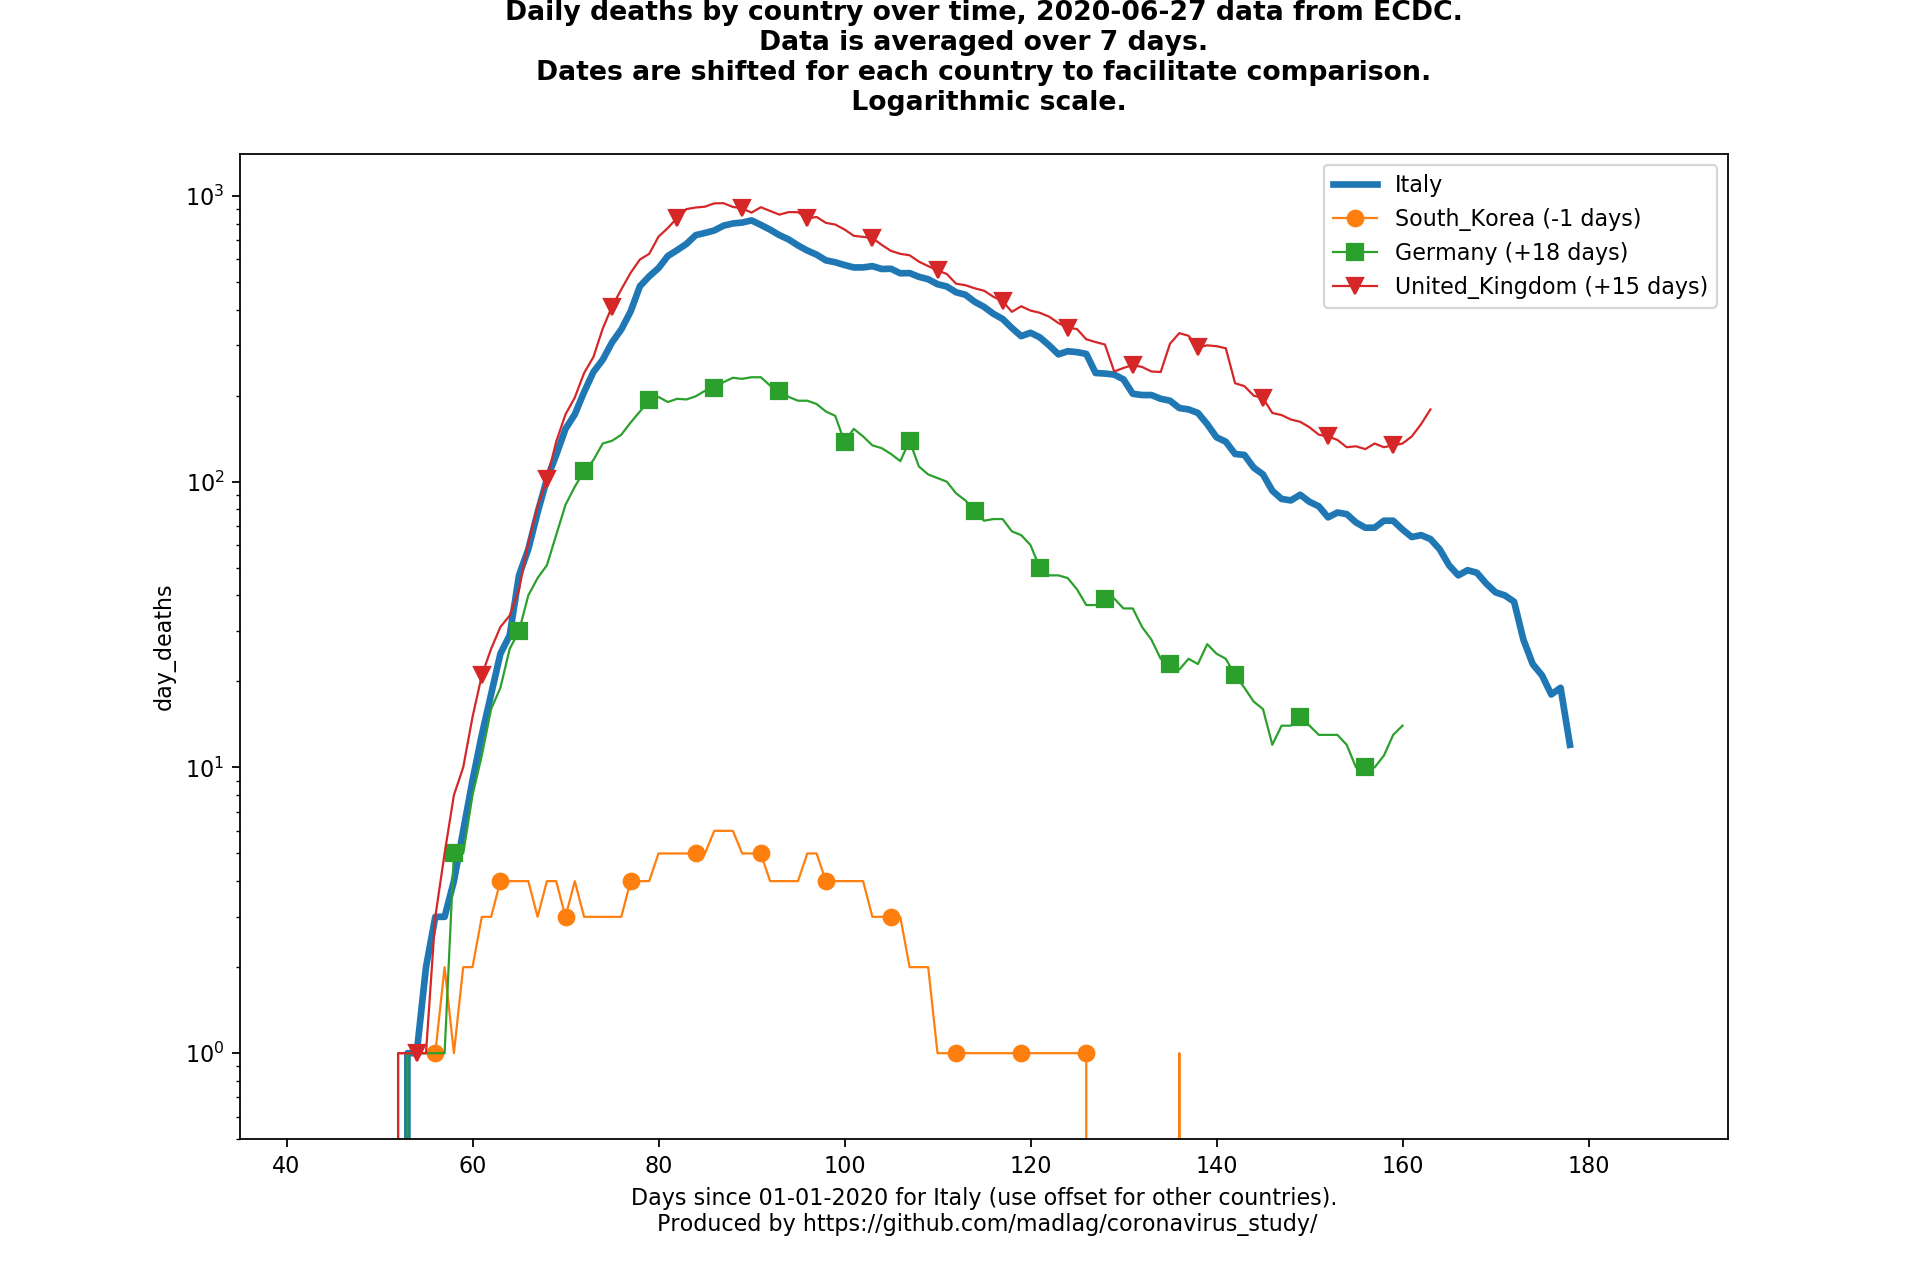 Daily deaths by country over time, 2020-06-27 data from ECDC.
Data is averaged over 7 days.
Dates are shifted for each country to facilitate comparison.
Logarithmic scale.
Italy
South_Korea (-1 days)
Germany (+18 days)
United_Kingdom (+15 days)
10³
10²
10¹
10⁰
day_deaths
40 60 80 100 120 140 160 180
Days since 01-01-2020 for Italy (use offset for other countries).
Produced by https://github.com/madlag/coronavirus_study/